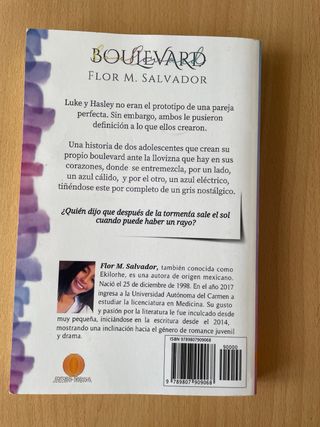 BOULEVARD
FLOR M. SALVADOR
Luke y Hasley no eran el prototipo de una pareja
perfecta. Sin embargo, ambos le pusieron
definición a lo que ellos crearon.
Una historia de dos adolescentes que crean su
propio boulevard ante la llovizna que hay en sus
corazones, donde se entremezcla, por un lado,
un azul cálido, y por el otro, un azul eléctrico,
tiñéndose este por completo de un gris nostálgico.
¿Quién dijo que después de la tormenta sale el sol
cuando puede haber un rayo?
Flor M. Salvador, también conocida como
Ekilorhe, es una autora de origen mexicano.
Nació el 25 de diciembre de 1998. En el año 2017
ingresa a la Universidad Autónoma del Carmen a
estudiar la licenciatura en Medicina. Su gusto
y pasión por la literatura le fue inculcado desde
muy pequeña, iniciándose en la escritura desde el 2014,
mostrando una inclinación hacia el género de romance juvenil
y drama.
ISBN 9789807909068
90000
9 789807 909068